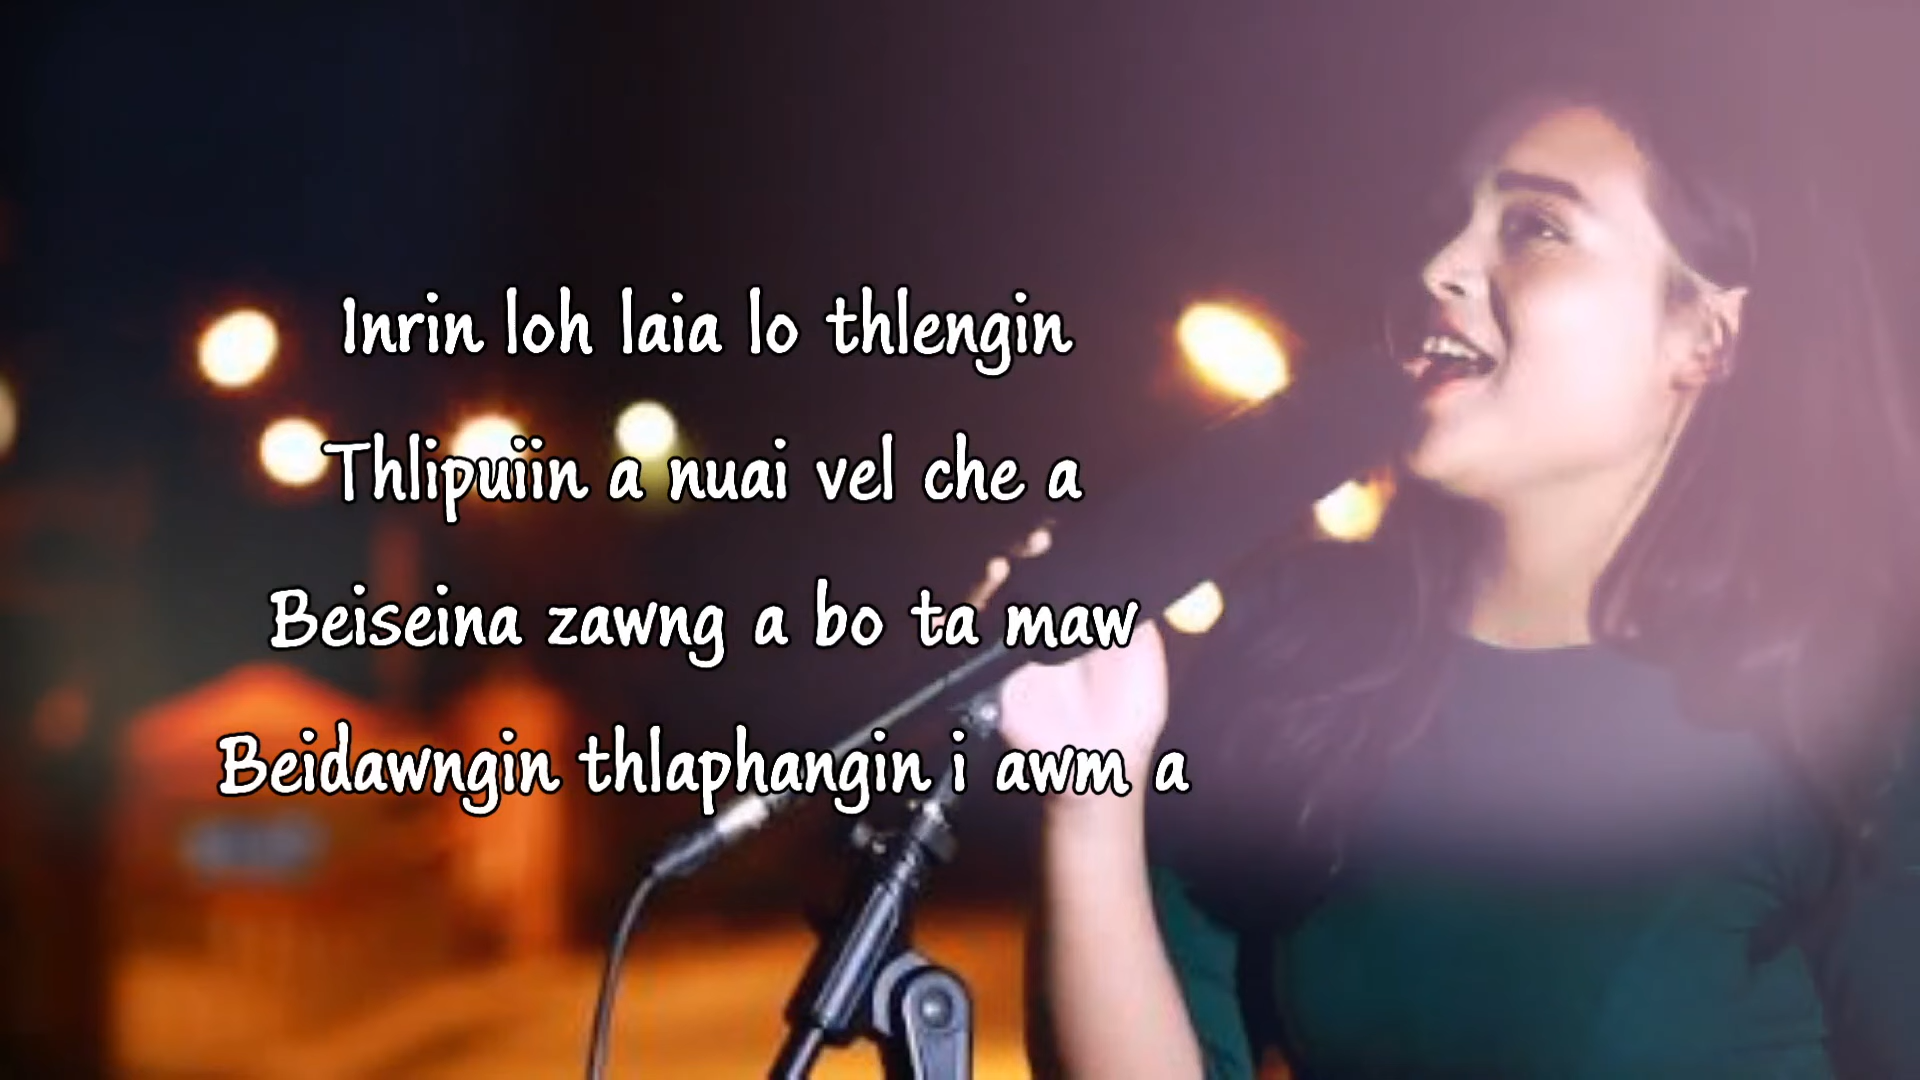 Inrin loh laia lo thlengin
Thlipuiin a nuai vel che a
Beiseina zawng a bo ta maw
Beidawngin thlaphangin i awm a